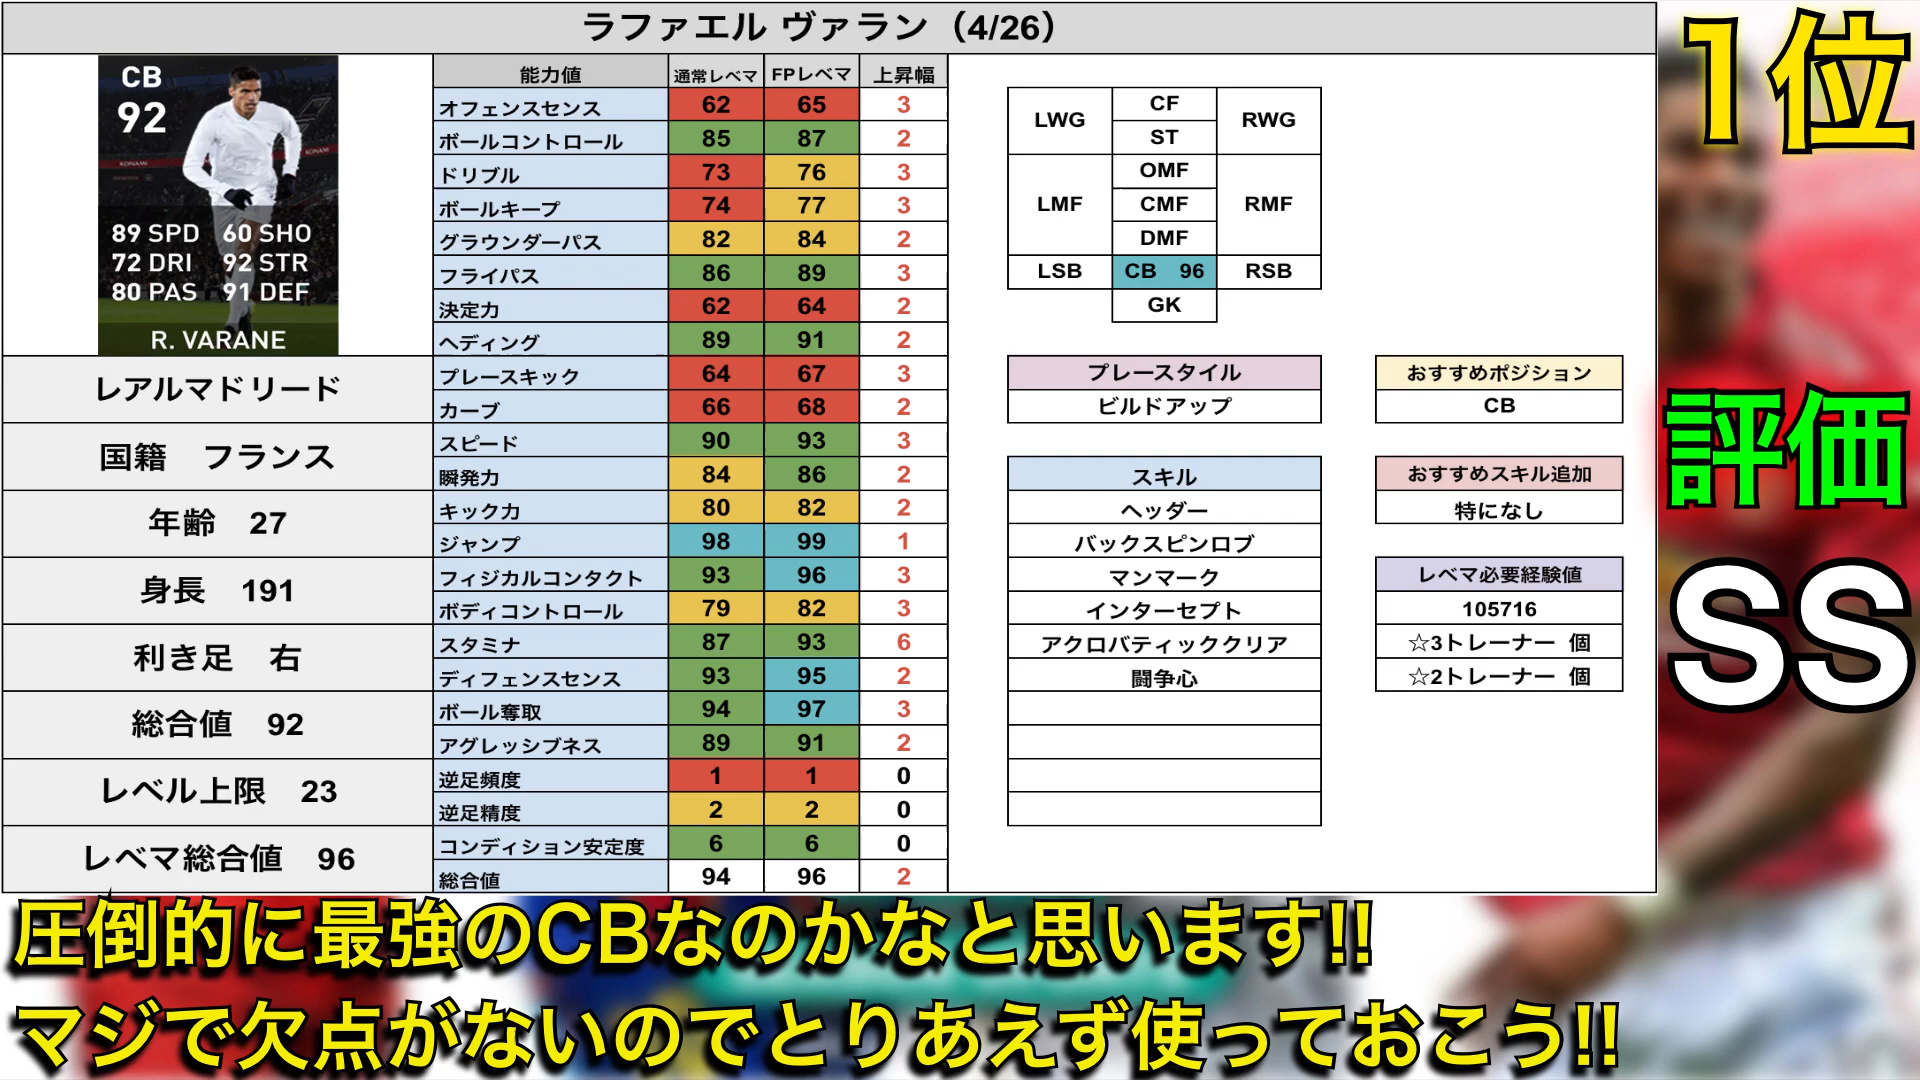 ラファエル ヴァラン（4/26）
CB
92
KONAMI
KONAMI
89 SPD 60 SHO
72 DRI 92 STR
80 PAS 91 DEF
R. VARANE
レアルマドリード
国籍 フランス
年齢 27
身長 191
利き足 右
総合値 92
レベル上限 23
レベマ総合値 96
能力値 通常レベマ FPレベマ 上昇幅
オフェンスセンス 62 65 3
ボールコントロール 85 87 2
ドリブル 73 76 3
ボールキープ 74 77 3
グラウンダーパス 82 84 2
フライパス 86 89 3
決定力 62 64 2
ヘディング 89 91 2
プレースキック 64 67 3
カーブ 66 68 2
スピード 90 93 3
瞬発力 84 86 2
キック力 80 82 2
ジャンプ 98 99 1
フィジカルコンタクト 93 96 3
ボディコントロール 79 82 3
スタミナ 87 93 6
ディフェンスセンス 93 95 2
ボール奪取 94 97 3
アグレッシブネス 89 91 2
逆足頻度 1 1 0
逆足精度 2 2 0
コンディション安定度 6 6 0
総合値 94 96 2
LWG CF RWG
ST
OMF
LMF CMF RMF
DMF
LSB CB 96 RSB
GK
プレースタイル
ビルドアップ
スキル
ヘッダー
バックスピンロブ
マンマーク
インターセプト
アクロバティッククリア
闘争心
おすすめポジション
CB
おすすめスキル追加
特になし
レベマ必要経験値
105716
☆3トレーナー 個
☆2トレーナー 個
1位
評価
SS
圧倒的に最強のCBなのかなと思います!!
マジで欠点がないのでとりあえず使っておこう!!